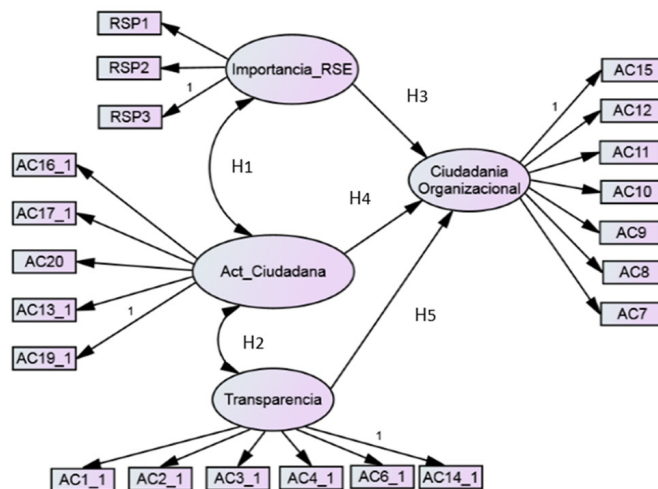 RSP1
RSP2
1
RSP3
Importancia_RSE
H3
AC15
1
AC12
AC11
AC10
AC9
AC8
AC7
Ciudadania
Organizacional
H1
H4
AC16_1
AC17_1
AC20
AC13_1
1
AC19_1
Act_Ciudadana
H2
H5
Transparencia
1
AC1_1
AC2_1
AC3_1
AC4_1
AC6_1
AC14_1